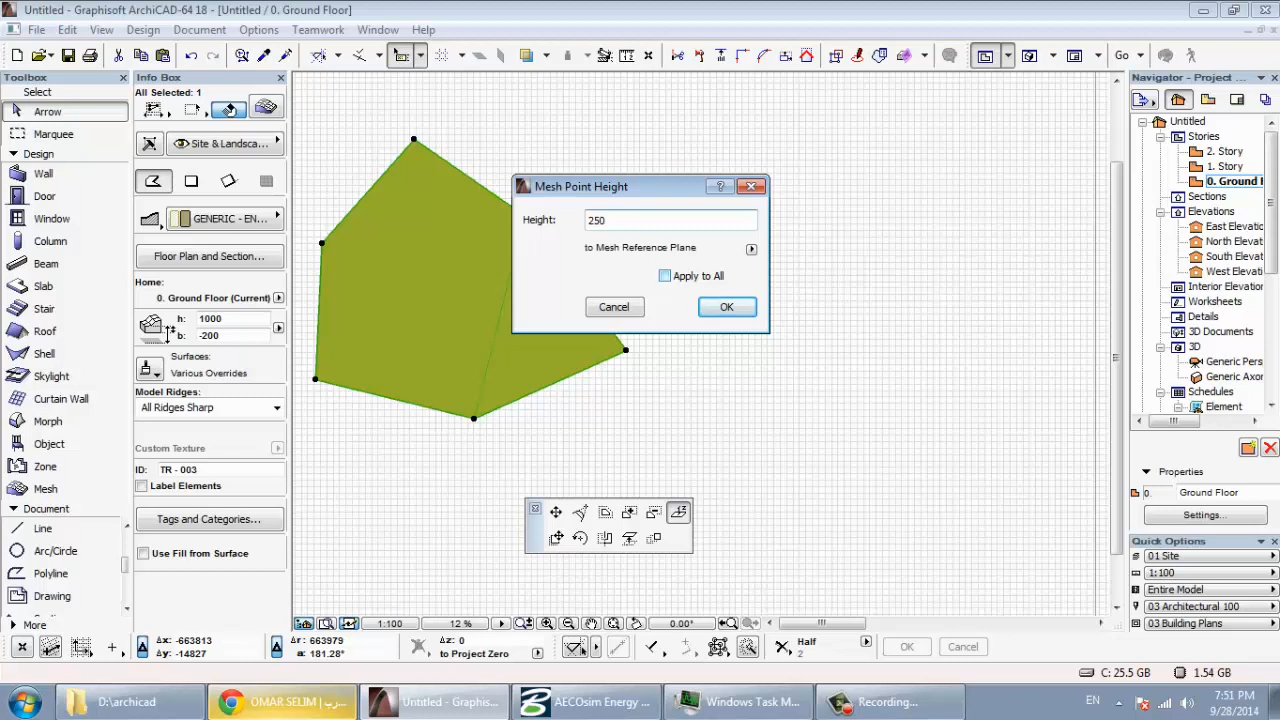 Untitled - Graphisoft ArchiCAD-64 18 - [Untitled / 0. Ground Floor]
File Edit View Design Document Options Teamwork Window Help
Go
Toolbox
Select
Arrow
Marquee
Design
Wall
Door
Window
Column
Beam
Slab
Stair
Roof
Shell
Skylight
Curtain Wall
Morph
Object
Zone
Mesh
Document
Line
Arc/Circle
Polyline
Drawing
More
Info Box
All Selected: 1
Site & Landsca...
GENERIC - EN...
Floor Plan and Section...
Home:
0. Ground Floor (Current)
h: 1000
b: -200
Surfaces:
Various Overrides
Model Ridges:
All Ridges Sharp
Custom Texture
ID: TR - 003
Label Elements
Tags and Categories...
Use Fill from Surface
Mesh Point Height
Height: 250
to Mesh Reference Plane
Apply to All
Cancel OK
Navigator - Project
Untitled
Stories
2. Story
1. Story
0. Ground
Sections
Elevations
East Elevati
North Elevat
South Elevat
West Elevati
Interior Elevation
Worksheets
Details
3D Documents
3D
Generic Pers
Generic Axon
Schedules
Element
Properties
0. Ground Floor
Settings...
Quick Options
01 Site
1:100
Entire Model
03 Architectural 100
03 Building Plans
1:100 12 % 0.00°
Δx: -663813
Δy: -14827
Δr: 663979
a: 181.28°
Δz: 0
to Project Zero
Half
2
OK Cancel
C: 25.5 GB 1.54 GB
D:\archicad
OMAR SELIM |
Untitled - Graphis...
AECOsim Energy ...
Windows Task M...
Recording...
EN
7:51 PM
9/28/2014